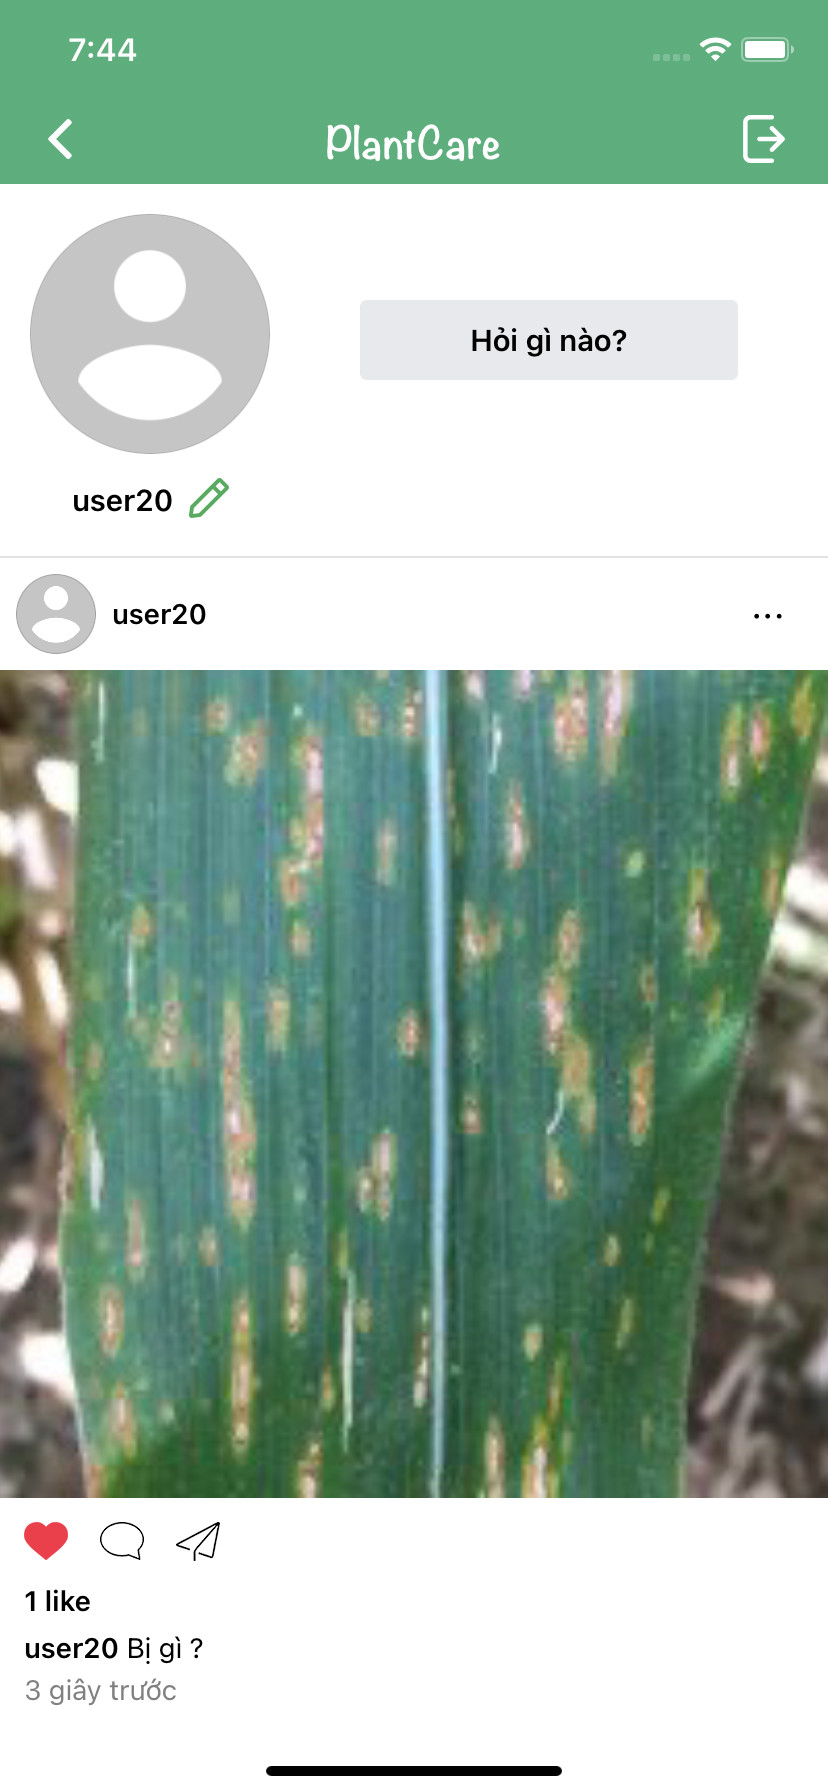 7:44
PlantCare
Hỏi gì nào?
user20
user20
...
1 like
user20 Bị gì ?
3 giây trước